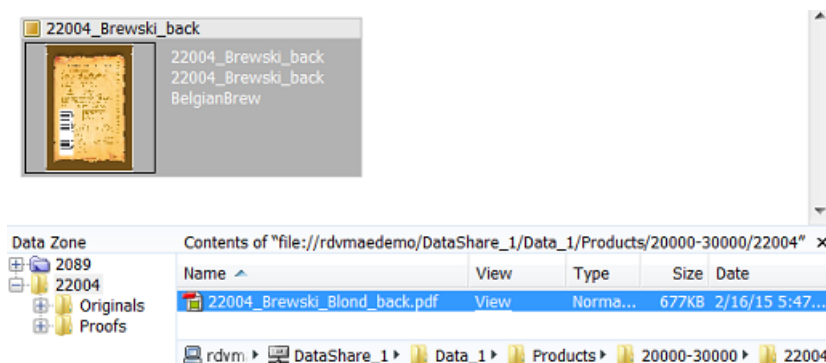 22004_Brewski_back
22004_Brewski_back
22004_Brewski_back
BelgianBrew
Data Zone
Contents of "file://rdvmaedemo/DataShare_1/Data_1/Products/20000-30000/22004"
2089
22004
Originals
Proofs
Name View Type Size Date
22004_Brewski_Blond_back.pdf View Norma... 677KB 2/16/15 5:47...
rdvm DataShare_1 Data_1 Products 20000-30000 22004